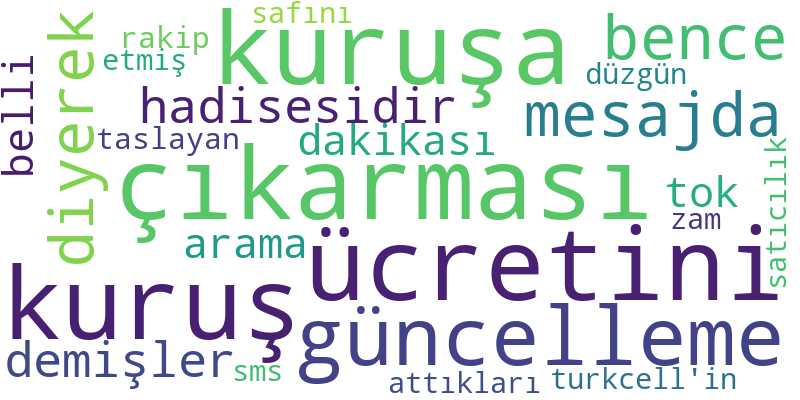 safını
rakip
kuruşa
bence
etmiş
düzgün
diyerek
belli
hadisesidir
mesajda
taslayan
dakikası
satıcılık
çıkarması
tok
zam
arama
ücretini
kuruş
güncelleme
demişler
sms
attıkları
turkcell'in